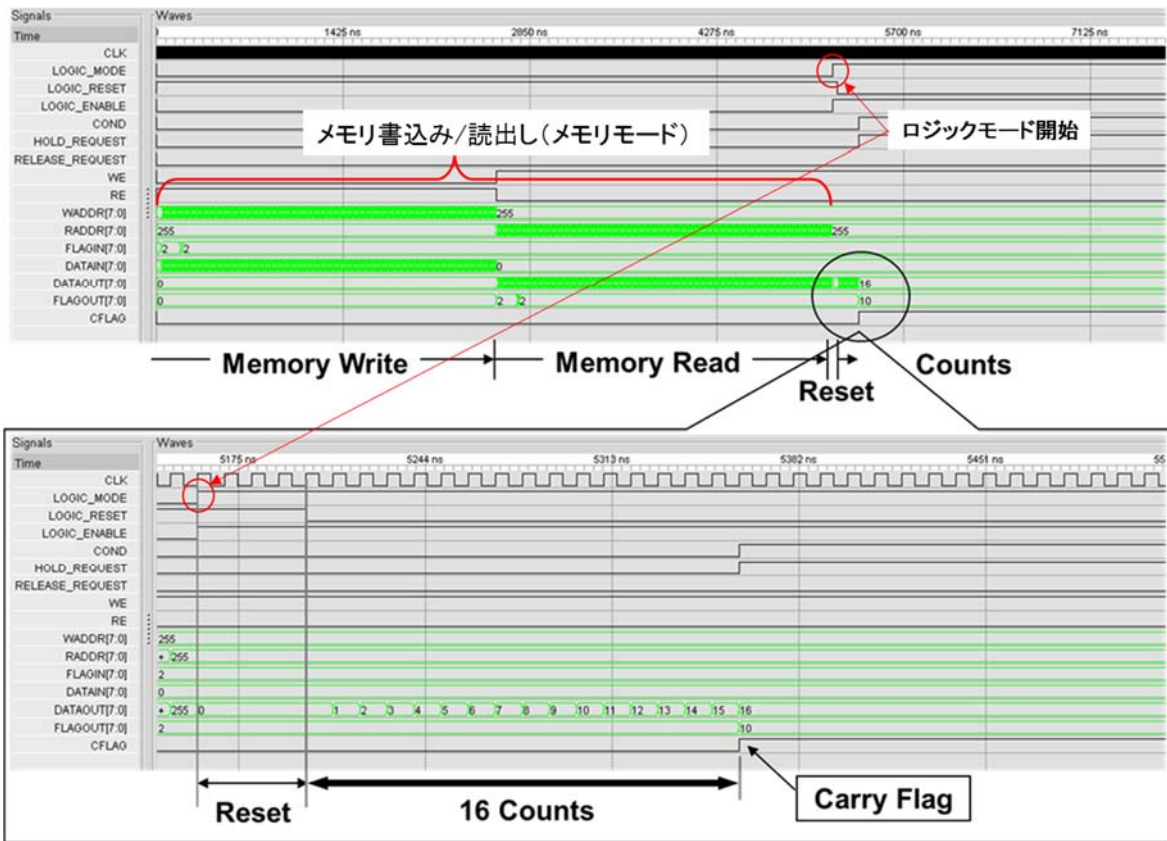 Signals
Waves
Time
1425 ns
2850 ns
4275 ns
5700 ns
7125 ns
CLK
LOGIC_MODE
LOGIC_RESET
LOGIC_ENABLE
COND
HOLD_REQUEST
RELEASE_REQUEST
WE
RE
WADDR[7:0]
255
RADDR[7:0]
255
255
FLAGIN[7:0]
2
2
DATAIN[7:0]
0
DATAOUT[7:0]
0
16
FLAGOUT[7:0]
0
2
2
10
CFLAG
メモリ書込み/読出し(メモリモード)
ロジックモード開始
Memory Write
Memory Read
Reset
Counts
Signals
Waves
Time
5175 ns
5244 ns
5313 ns
5382 ns
5451 ns
55
CLK
LOGIC_MODE
LOGIC_RESET
LOGIC_ENABLE
COND
HOLD_REQUEST
RELEASE_REQUEST
WE
RE
WADDR[7:0]
255
RADDR[7:0]
+ 255
FLAGIN[7:0]
2
DATAIN[7:0]
0
DATAOUT[7:0]
+ 255 0 1 2 3 4 5 6 7 8 9 10 11 12 13 14 15 16
FLAGOUT[7:0]
2
10
CFLAG
Reset
16 Counts
Carry Flag